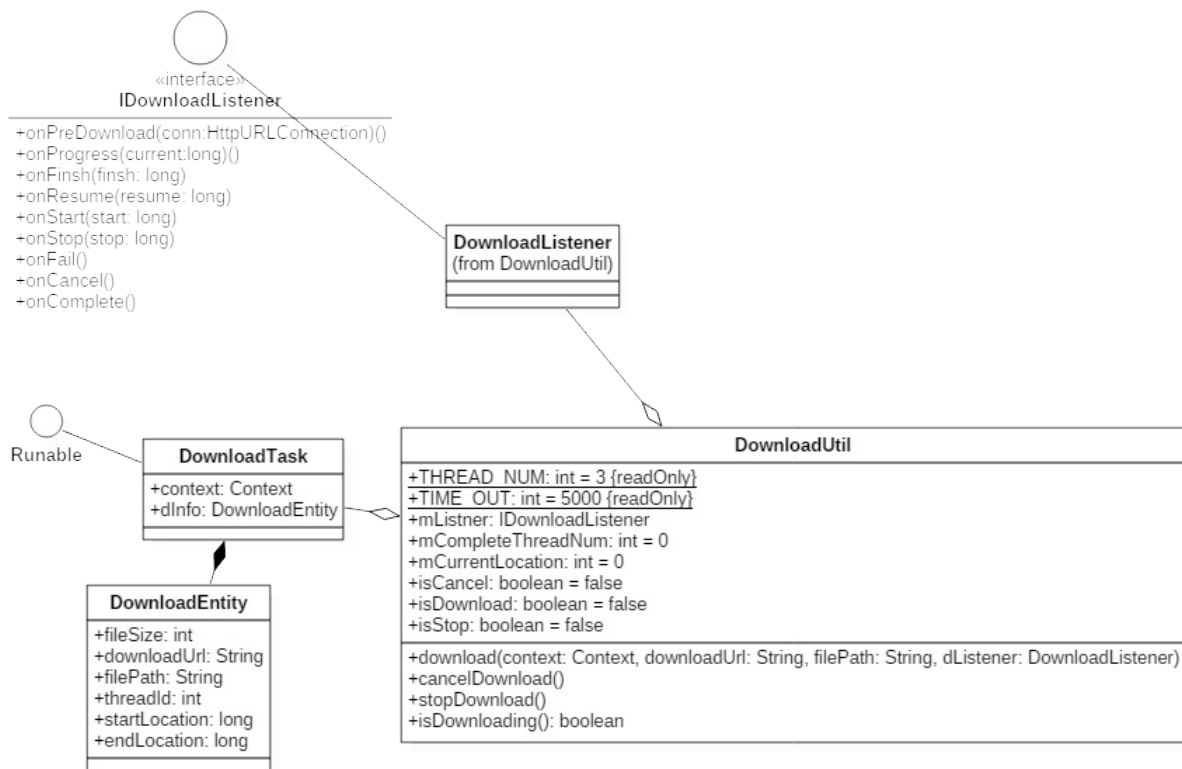 «interface»
IDownloadListener
+onPreDownload(conn:HttpURLConnection)()
+onProgress(current:long)()
+onFinsh(finsh: long)
+onResume(resume: long)
+onStart(start: long)
+onStop(stop: long)
+onFail()
+onCancel()
+onComplete()
DownloadListener
(from DownloadUtil)
Runable
DownloadTask
+context: Context
+dInfo: DownloadEntity
DownloadEntity
+fileSize: int
+downloadUrl: String
+filePath: String
+threadId: int
+startLocation: long
+endLocation: long
DownloadUtil
+THREAD_NUM: int = 3 {readOnly}
+TIME_OUT: int = 5000 {readOnly}
+mListner: IDownloadListener
+mCompleteThreadNum: int = 0
+mCurrentLocation: int = 0
+isCancel: boolean = false
+isDownload: boolean = false
+isStop: boolean = false
+download(context: Context, downloadUrl: String, filePath: String, dListener: DownloadListener)
+cancelDownload()
+stopDownload()
+isDownloading(): boolean